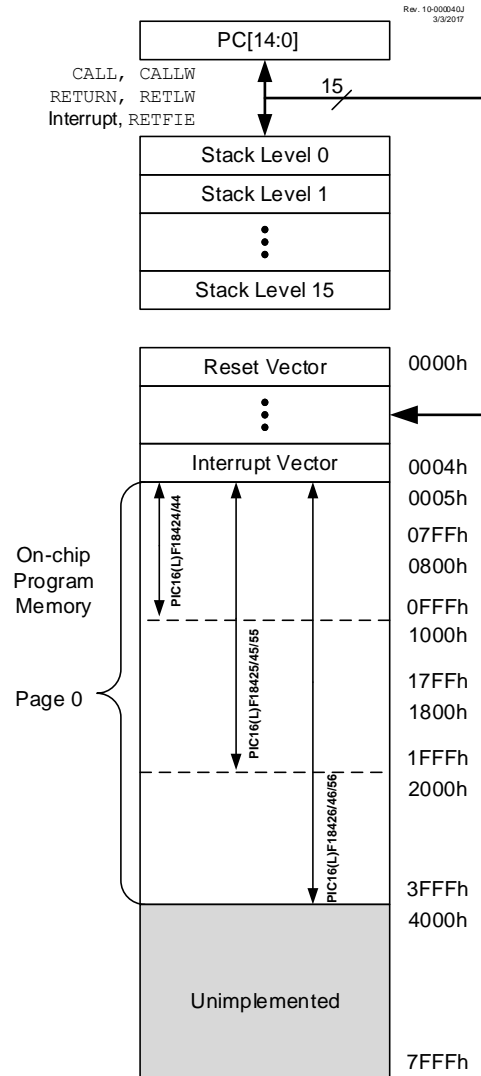 Rev. 10-000040J
3/3/2017
PC[14:0]
CALL, CALLW
RETURN, RETLW
Interrupt, RETFIE
15
Stack Level 0
Stack Level 1
Stack Level 15
Reset Vector
0000h
Interrupt Vector
0004h
0005h
07FFh
0800h
0FFFh
1000h
17FFh
1800h
1FFFh
2000h
3FFFh
4000h
7FFFh
On-chip
Program
Memory
Page 0
PIC16(L)F18424/44
PIC16(L)F18425/45/55
PIC16(L)F18426/46/56
Unimplemented